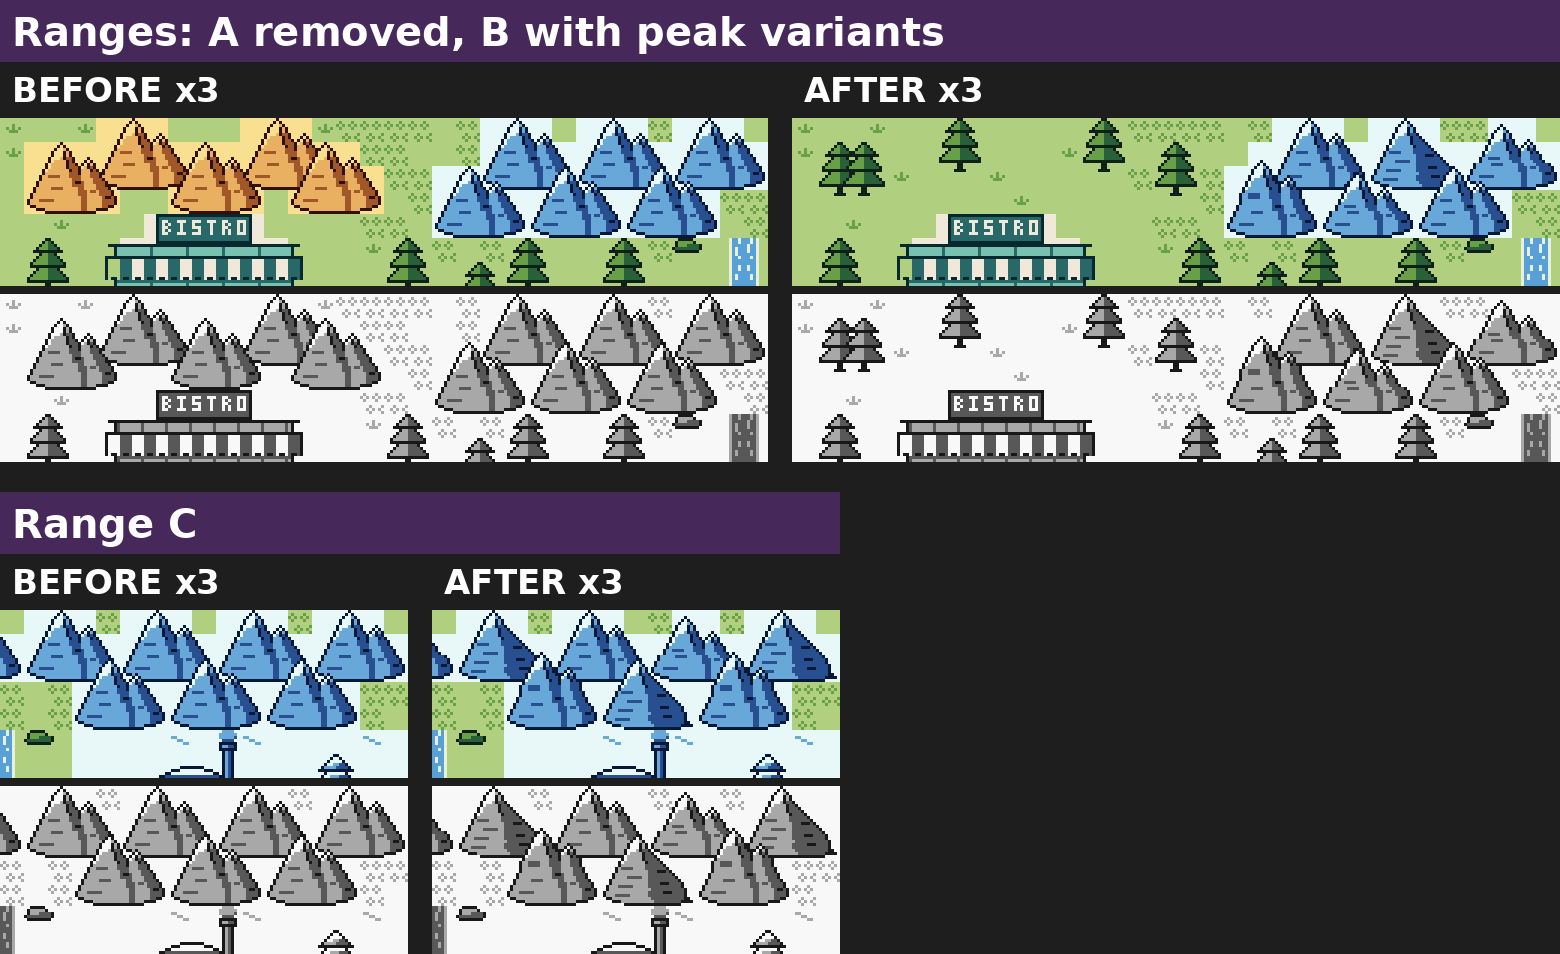 Ranges: A removed, B with peak variants
BEFORE x3
AFTER x3
BISTRO
BISTRO
BISTRO
BISTRO
Range C
BEFORE x3
AFTER x3